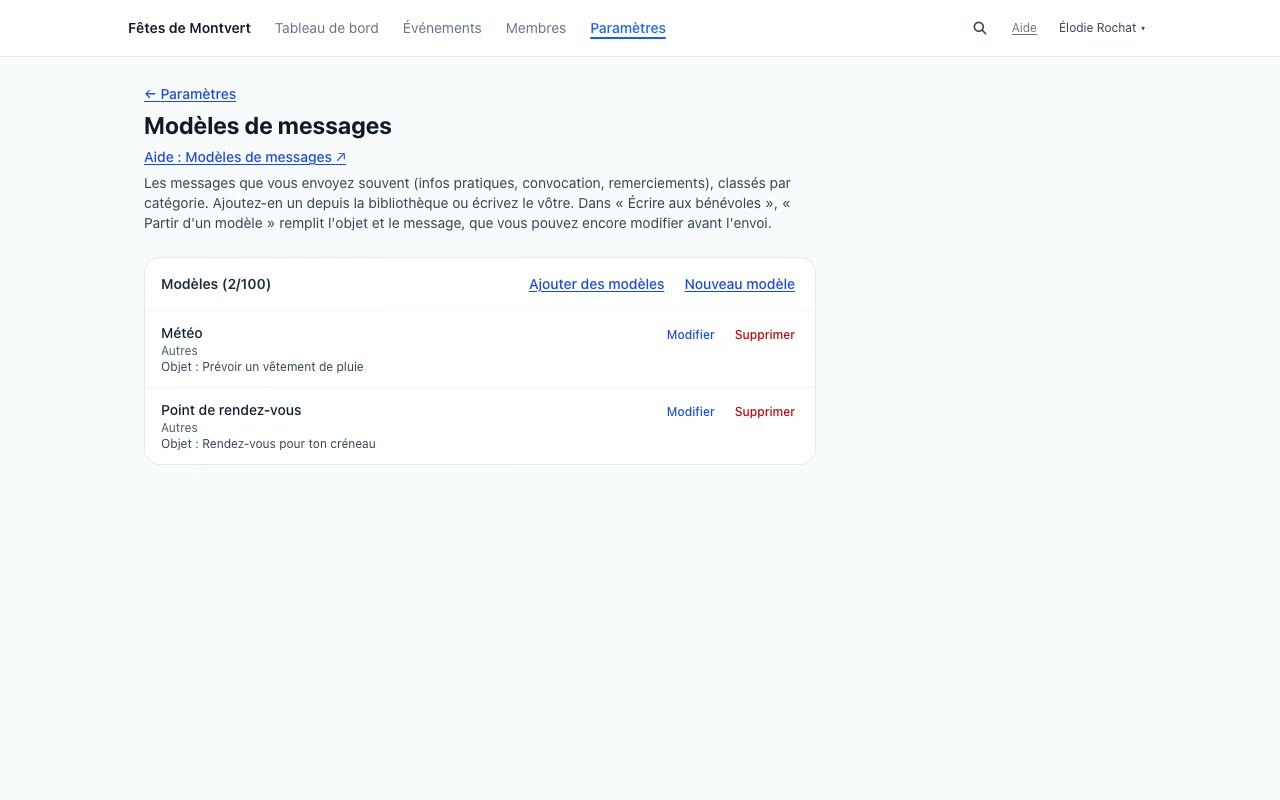 Fêtes de Montvert Tableau de bord Événements Membres Paramètres Aide Élodie Rochat ▾
← Paramètres
Modèles de messages
Aide : Modèles de messages ↗
Les messages que vous envoyez souvent (infos pratiques, convocation, remerciements), classés par
catégorie. Ajoutez-en un depuis la bibliothèque ou écrivez le vôtre. Dans « Écrire aux bénévoles », «
Partir d'un modèle » remplit l'objet et le message, que vous pouvez encore modifier avant l'envoi.
Modèles (2/100) Ajouter des modèles Nouveau modèle
Météo Modifier Supprimer
Autres
Objet : Prévoir un vêtement de pluie
Point de rendez-vous Modifier Supprimer
Autres
Objet : Rendez-vous pour ton créneau